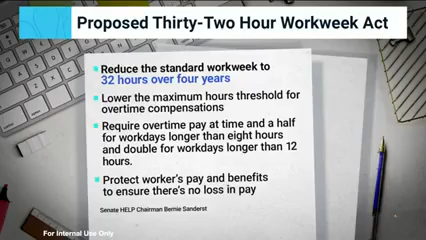 Proposed Thirty-Two Hour Workweek Act
Reduce the standard workweek to
32 hours over four years
Lower the maximum hours threshold for
overtime compensations
Require overtime pay at time and a half
for workdays longer than eight hours
and double for workdays longer than 12
hours.
Protect worker's pay and benefits
to ensure there's no loss in pay
Senate HELP Chairman Bernie Sanderst
For Internal Use Only